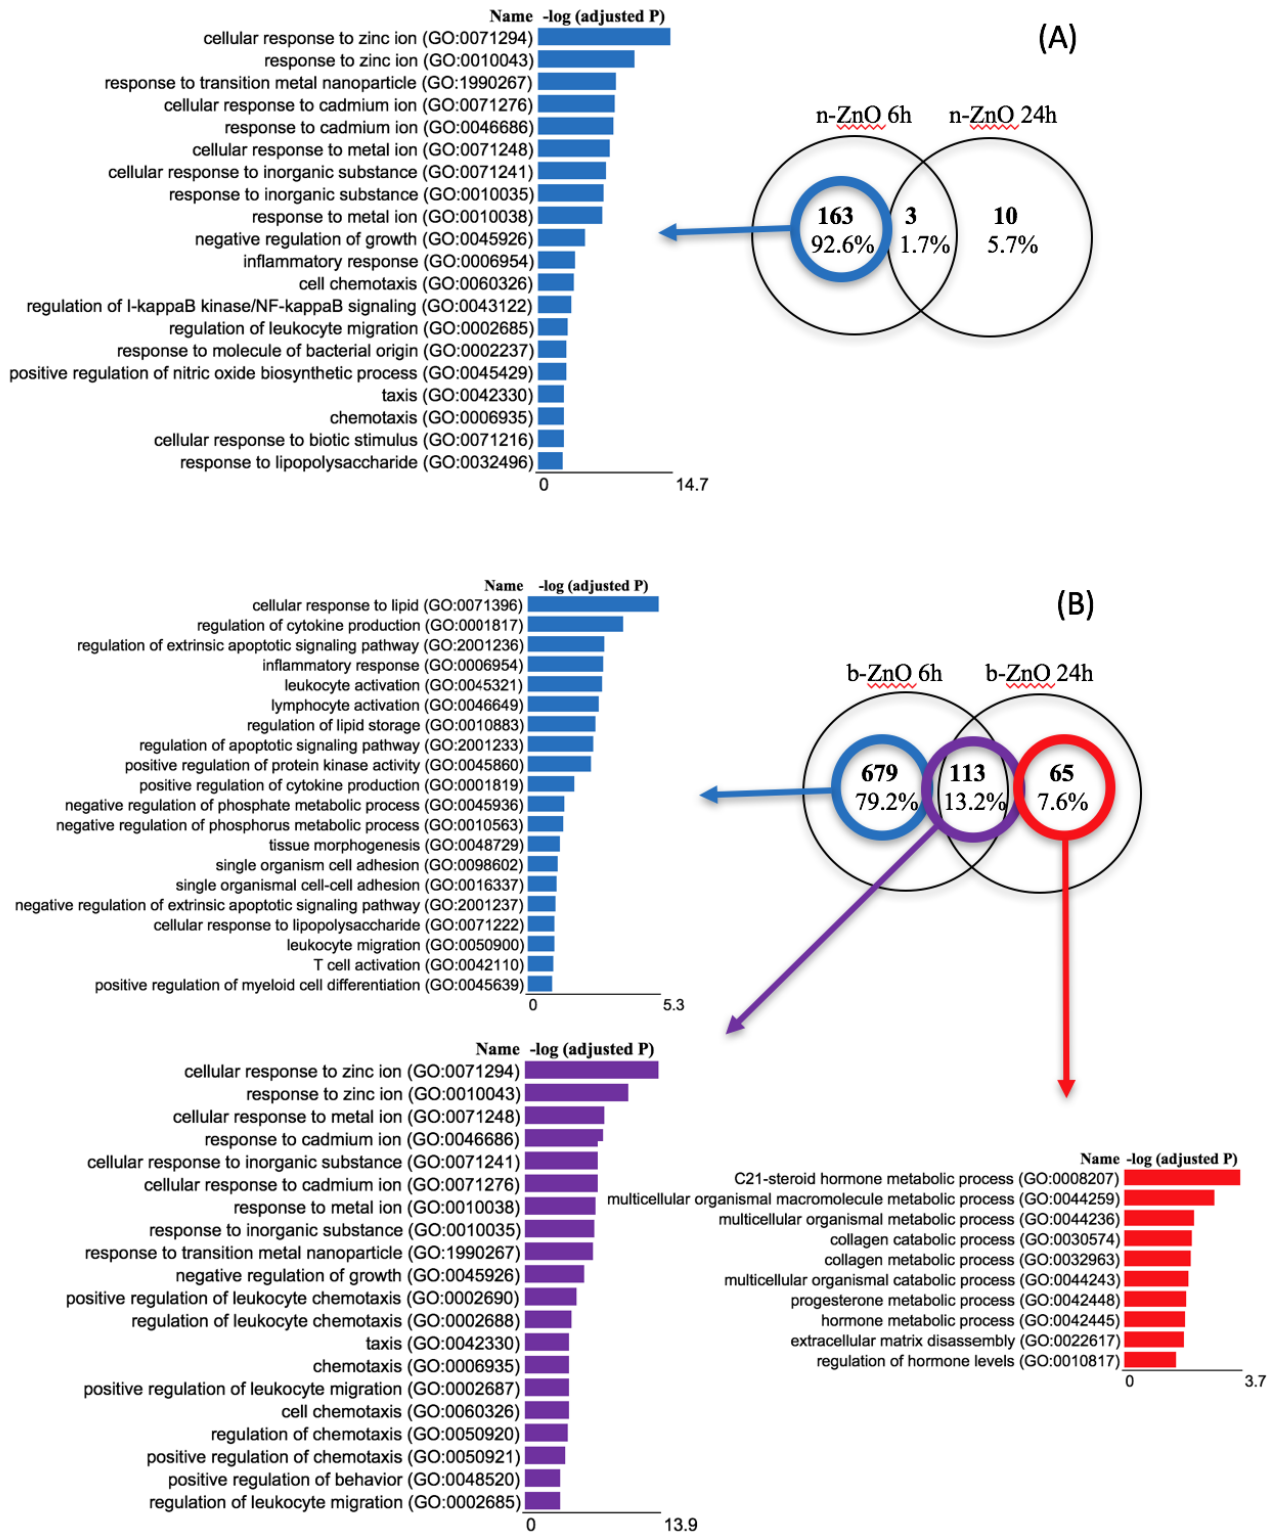 Name -log (adjusted P)
cellular response to zinc ion (GO:0071294)
response to zinc ion (GO:0010043)
response to transition metal nanoparticle (GO:1990267)
cellular response to cadmium ion (GO:0071276)
response to cadmium ion (GO:0046686)
cellular response to metal ion (GO:0071248)
cellular response to inorganic substance (GO:0071241)
response to inorganic substance (GO:0010035)
response to metal ion (GO:0010038)
negative regulation of growth (GO:0045926)
inflammatory response (GO:0006954)
cell chemotaxis (GO:0060326)
regulation of I-kappaB kinase/NF-kappaB signaling (GO:0043122)
regulation of leukocyte migration (GO:0002685)
response to molecule of bacterial origin (GO:0002237)
positive regulation of nitric oxide biosynthetic process (GO:0045429)
taxis (GO:0042330)
chemotaxis (GO:0006935)
cellular response to biotic stimulus (GO:0071216)
response to lipopolysaccharide (GO:0032496)
0 14.7
(A)
n-ZnO 6h n-ZnO 24h
163 3 10
92.6% 1.7% 5.7%
Name -log (adjusted P)
cellular response to lipid (GO:0071396)
regulation of cytokine production (GO:0001817)
regulation of extrinsic apoptotic signaling pathway (GO:2001236)
inflammatory response (GO:0006954)
leukocyte activation (GO:0045321)
lymphocyte activation (GO:0046649)
regulation of lipid storage (GO:0010883)
regulation of apoptotic signaling pathway (GO:2001233)
positive regulation of protein kinase activity (GO:0045860)
positive regulation of cytokine production (GO:0001819)
negative regulation of phosphate metabolic process (GO:0045936)
negative regulation of phosphorus metabolic process (GO:0010563)
tissue morphogenesis (GO:0048729)
single organism cell adhesion (GO:0098602)
single organismal cell-cell adhesion (GO:0016337)
negative regulation of extrinsic apoptotic signaling pathway (GO:2001237)
cellular response to lipopolysaccharide (GO:0071222)
leukocyte migration (GO:0050900)
T cell activation (GO:0042110)
positive regulation of myeloid cell differentiation (GO:0045639)
0 5.3
(B)
b-ZnO 6h b-ZnO 24h
679 113 65
79.2% 13.2% 7.6%
Name -log (adjusted P)
cellular response to zinc ion (GO:0071294)
response to zinc ion (GO:0010043)
cellular response to metal ion (GO:0071248)
response to cadmium ion (GO:0046686)
cellular response to inorganic substance (GO:0071241)
cellular response to cadmium ion (GO:0071276)
response to metal ion (GO:0010038)
response to inorganic substance (GO:0010035)
response to transition metal nanoparticle (GO:1990267)
negative regulation of growth (GO:0045926)
positive regulation of leukocyte chemotaxis (GO:0002690)
regulation of leukocyte chemotaxis (GO:0002688)
taxis (GO:0042330)
chemotaxis (GO:0006935)
positive regulation of leukocyte migration (GO:0002687)
cell chemotaxis (GO:0060326)
regulation of chemotaxis (GO:0050920)
positive regulation of chemotaxis (GO:0050921)
positive regulation of behavior (GO:0048520)
regulation of leukocyte migration (GO:0002685)
0 13.9
Name -log (adjusted P)
C21-steroid hormone metabolic process (GO:0008207)
multicellular organismal macromolecule metabolic process (GO:0044259)
multicellular organismal metabolic process (GO:0044236)
collagen catabolic process (GO:0030574)
collagen metabolic process (GO:0032963)
multicellular organismal catabolic process (GO:0044243)
progesterone metabolic process (GO:0042448)
hormone metabolic process (GO:0042445)
extracellular matrix disassembly (GO:0022617)
regulation of hormone levels (GO:0010817)
0 3.7